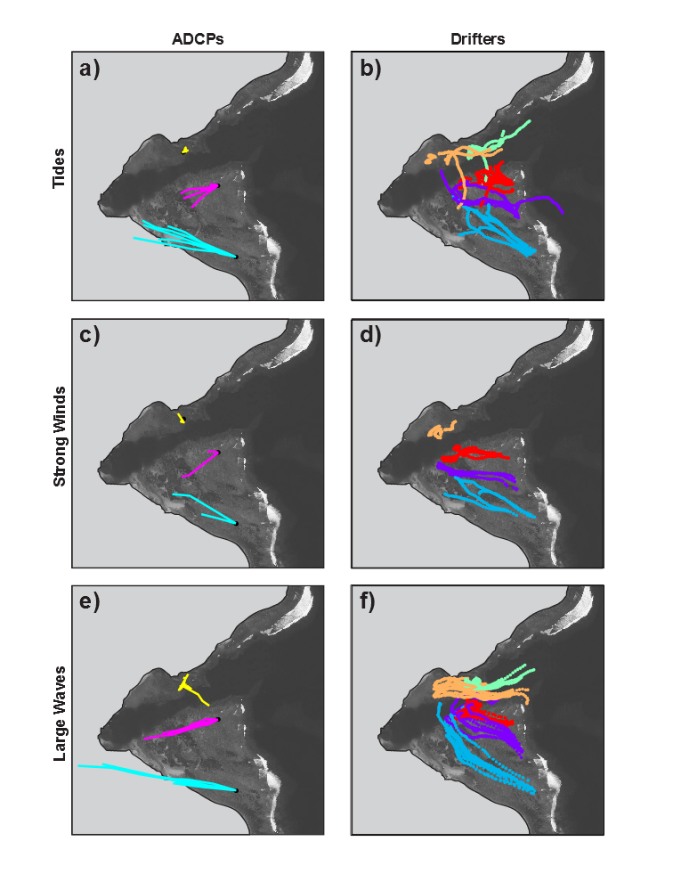 ADCPs
Drifters
Tides
a)
b)
Strong Winds
c)
d)
Large Waves
e)
f)